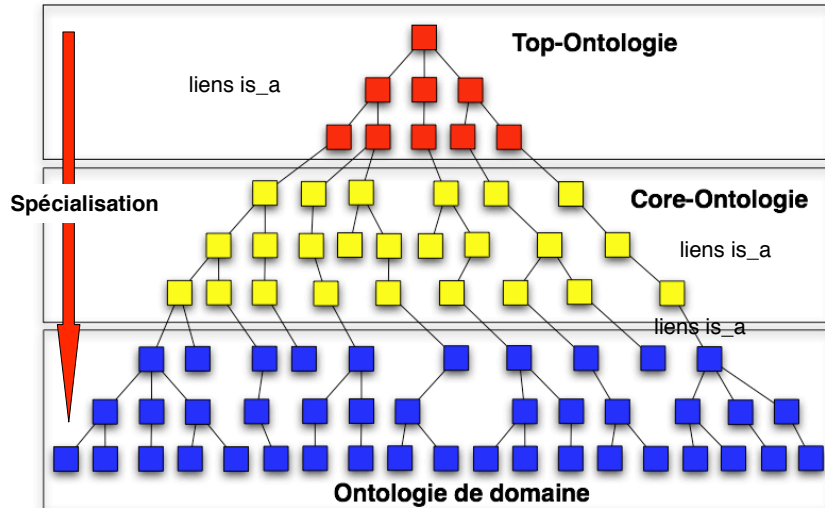 Top-Ontologie
liens is_a
Spécialisation
Core-Ontologie
liens is_a
liens is_a
Ontologie de domaine